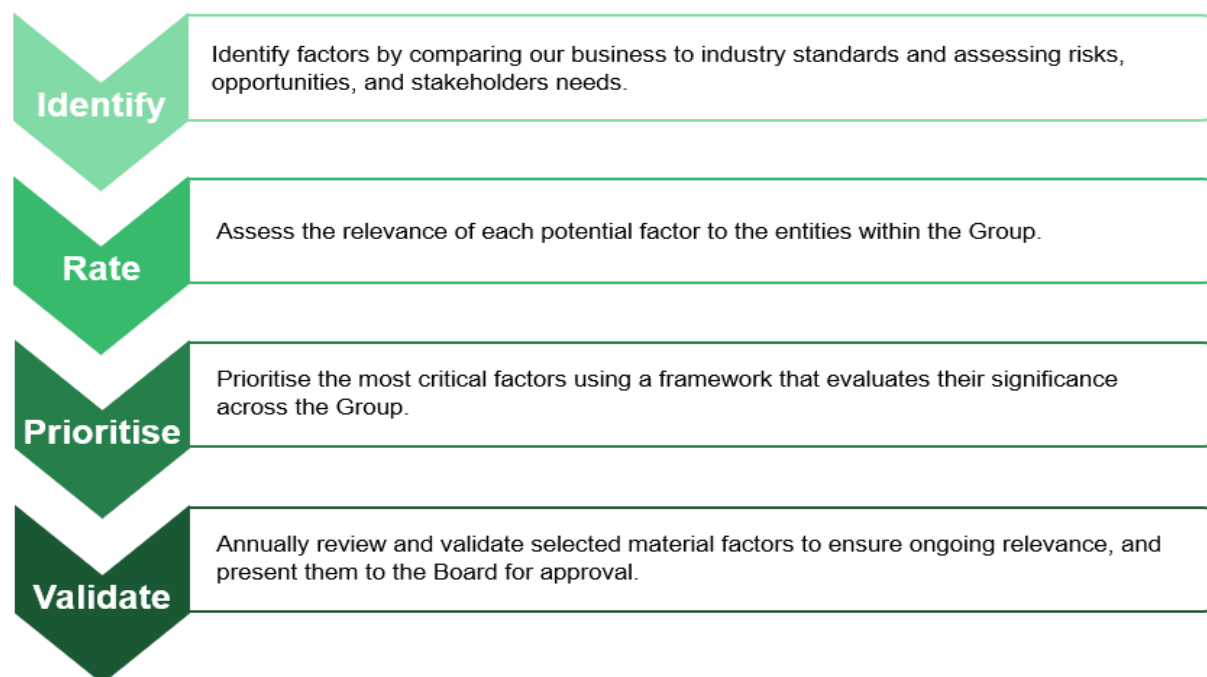 Identify
Identify factors by comparing our business to industry standards and assessing risks,
opportunities, and stakeholders needs.
Rate
Assess the relevance of each potential factor to the entities within the Group.
Prioritise
Prioritise the most critical factors using a framework that evaluates their significance
across the Group.
Validate
Annually review and validate selected material factors to ensure ongoing relevance, and
present them to the Board for approval.